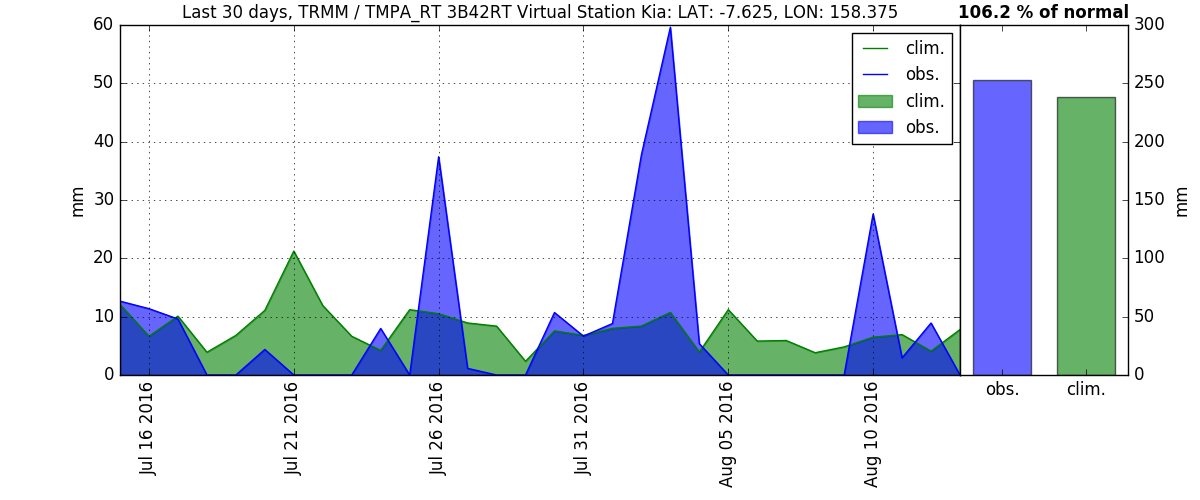 Last 30 days, TRMM / TMPA_RT 3B42RT Virtual Station Kia: LAT: -7.625, LON: 158.375
106.2 % of normal
60
50
40
30
20
10
0
mm
clim.
obs.
clim.
obs.
300
250
200
150
100
50
0
mm
Jul 16 2016
Jul 21 2016
Jul 26 2016
Jul 31 2016
Aug 05 2016
Aug 10 2016
obs.
clim.